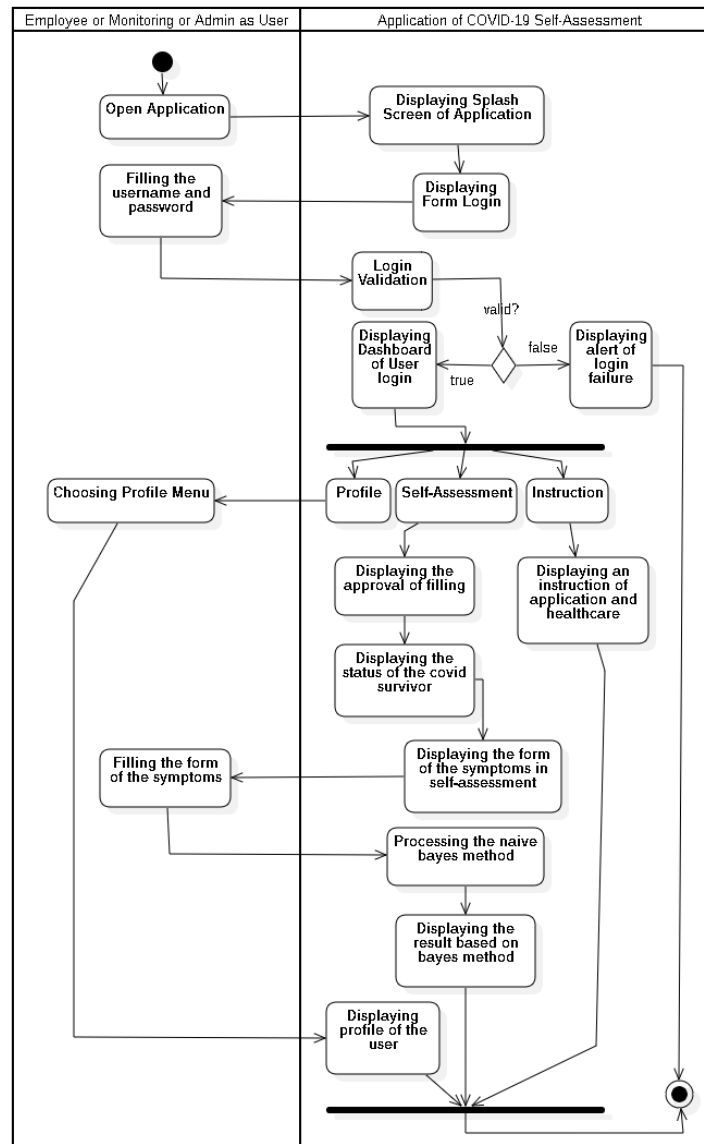 Employee or Monitoring or Admin as User
Application of COVID-19 Self-Assessment
Open Application
Displaying Splash
Screen of Application
Filling the
username and
password
Displaying
Form Login
Login
Validation
valid?
Displaying
Dashboard
of User
login
true
false
Displaying
alert of
login
failure
Choosing Profile Menu
Profile
Self-Assessment
Instruction
Displaying the
approval of filling
Displaying an
instruction of
application and
healthcare
Displaying the
status of the covid
survivor
Filling the form
of the symptoms
Displaying the form
of the symptoms in
self-assessment
Processing the naive
bayes method
Displaying the
result based on
bayes method
Displaying
profile of the
user